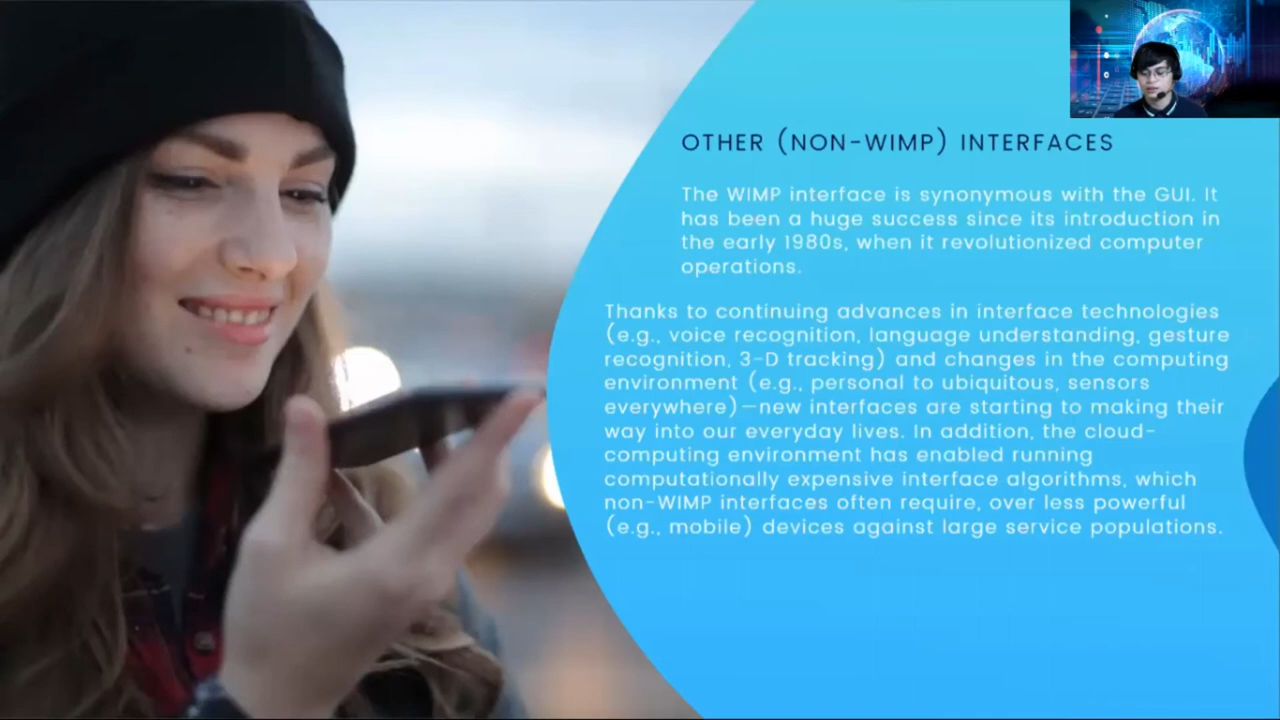 OTHER (NON-WIMP) INTERFACES
The WIMP interface is synonymous with the GUI. It
has been a huge success since its introduction in
the early 1980s, when it revolutionized computer
operations.
Thanks to continuing advances in interface technologies
(e.g., voice recognition, language understanding, gesture
recognition, 3-D tracking) and changes in the computing
environment (e.g., personal to ubiquitous, sensors
everywhere)—new interfaces are starting to making their
way into our everyday lives. In addition, the cloud-
computing environment has enabled running
computationally expensive interface algorithms, which
non-WIMP interfaces often require, over less powerful
(e.g., mobile) devices against large service populations.